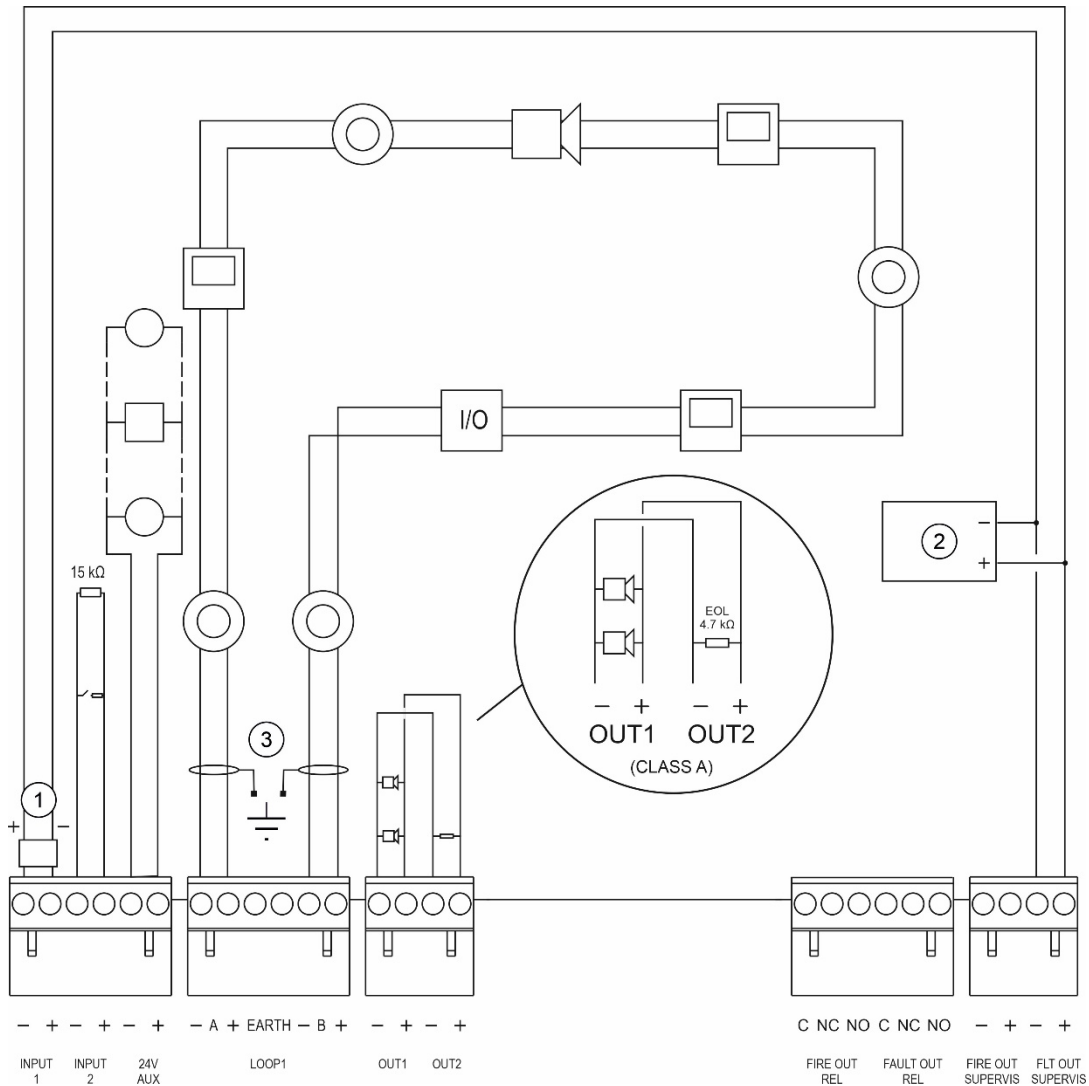 I/O
2
−
+
15 kΩ
EOL
4.7 kΩ
− + − +
OUT1 OUT2
(CLASS A)
3
1
+ −
− + − + − + − A + EARTH − B + − + − + C NC NO C NC NO − + − +
INPUT 1
INPUT 2
24V AUX
LOOP1
OUT1
OUT2
FIRE OUT REL
FAULT OUT REL
FIRE OUT SUPERVIS
FLT OUT SUPERVIS